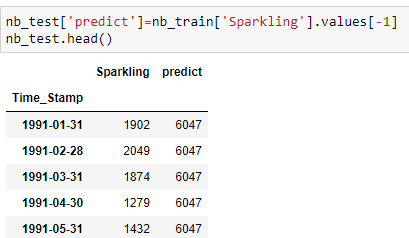 nb_test['predict']=nb_train['Sparkling'].values[-1]
nb_test.head()
Sparkling predict
Time_Stamp
1991-01-31 1902 6047
1991-02-28 2049 6047
1991-03-31 1874 6047
1991-04-30 1279 6047
1991-05-31 1432 6047